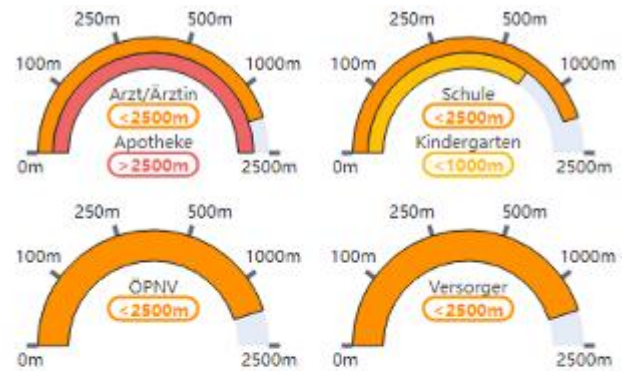 250m 500m
100m 1000m
Arzt/Ärztin
<2500m
Apotheke
>2500m
0m 2500m
250m 500m
100m 1000m
Schule
<2500m
Kindergarten
<1000m
0m 2500m
250m 500m
100m 1000m
ÖPNV
<2500m
0m 2500m
250m 500m
100m 1000m
Versorger
<2500m
0m 2500m